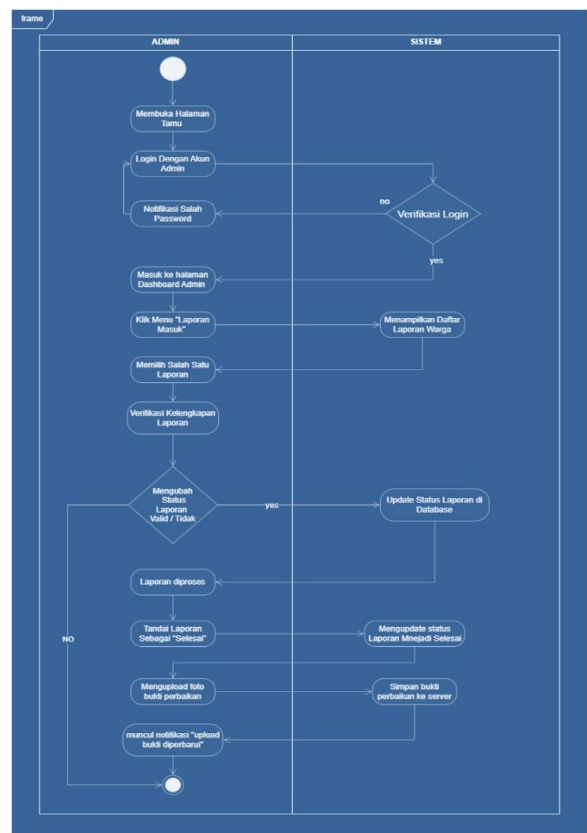 frame
ADMIN
SISTEM
Membuka Halaman
Tamu
Login Dengan Akun
Admin
no
Verifikasi Login
Notifikasi Salah
Password
yes
Masuk ke halaman
Dashboard Admin
Klik Menu "Laporan
Masuk"
Menampilkan Daftar
Laporan Warga
Memilih Salah Satu
Laporan
Verifikasi Kelengkapan
Laporan
Mengubah
Status
Laporan
Valid / Tidak
yes
Update Status Laporan di
Database
Laporan diproses
NO
Tandai Laporan
Sebagai "Selesai"
Mengupdate status
Laporan Mnejadi Selesai
Mengupload foto
bukti perbaikan
Simpan bukti
perbaikan ke server
muncul notifikasi "upload
bukti diperbarui"